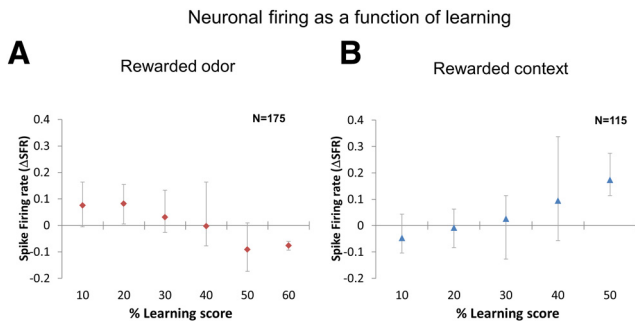 Neuronal firing as a function of learning
A
Rewarded odor
N=175
Spike Firing rate (ΔSFR)
0.4
0.3
0.2
0.1
0
-0.1
-0.2
10 20 30 40 50 60
% Learning score
B
Rewarded context
N=115
Spike Firing rate (ΔSFR)
0.4
0.3
0.2
0.1
0
-0.1
-0.2
10 20 30 40 50
% Learning score